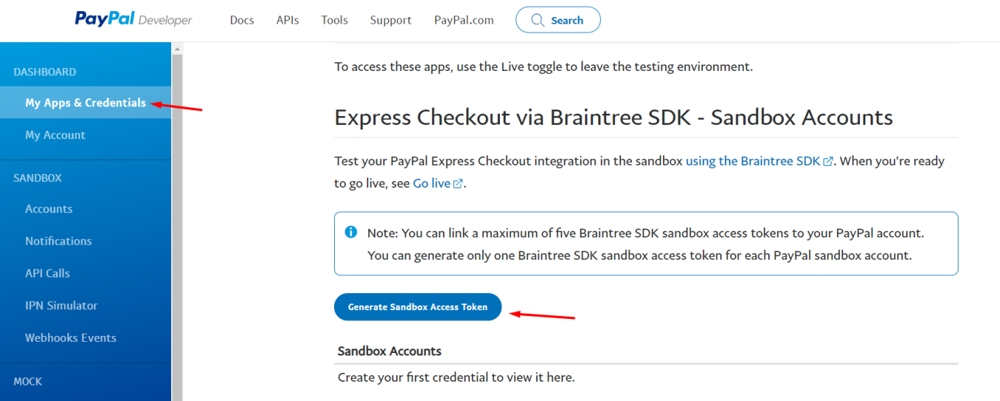 PayPal Developer
Docs
APIs
Tools
Support
PayPal.com
Search
DASHBOARD
My Apps & Credentials
My Account
SANDBOX
Accounts
Notifications
API Calls
IPN Simulator
Webhooks Events
MOCK
To access these apps, use the Live toggle to leave the testing environment.
Express Checkout via Braintree SDK - Sandbox Accounts
Test your PayPal Express Checkout integration in the sandbox using the Braintree SDK. When you're ready
to go live, see Go live.
Note: You can link a maximum of five Braintree SDK sandbox access tokens to your PayPal account.
You can generate only one Braintree SDK sandbox access token for each PayPal sandbox account.
Generate Sandbox Access Token
Sandbox Accounts
Create your first credential to view it here.